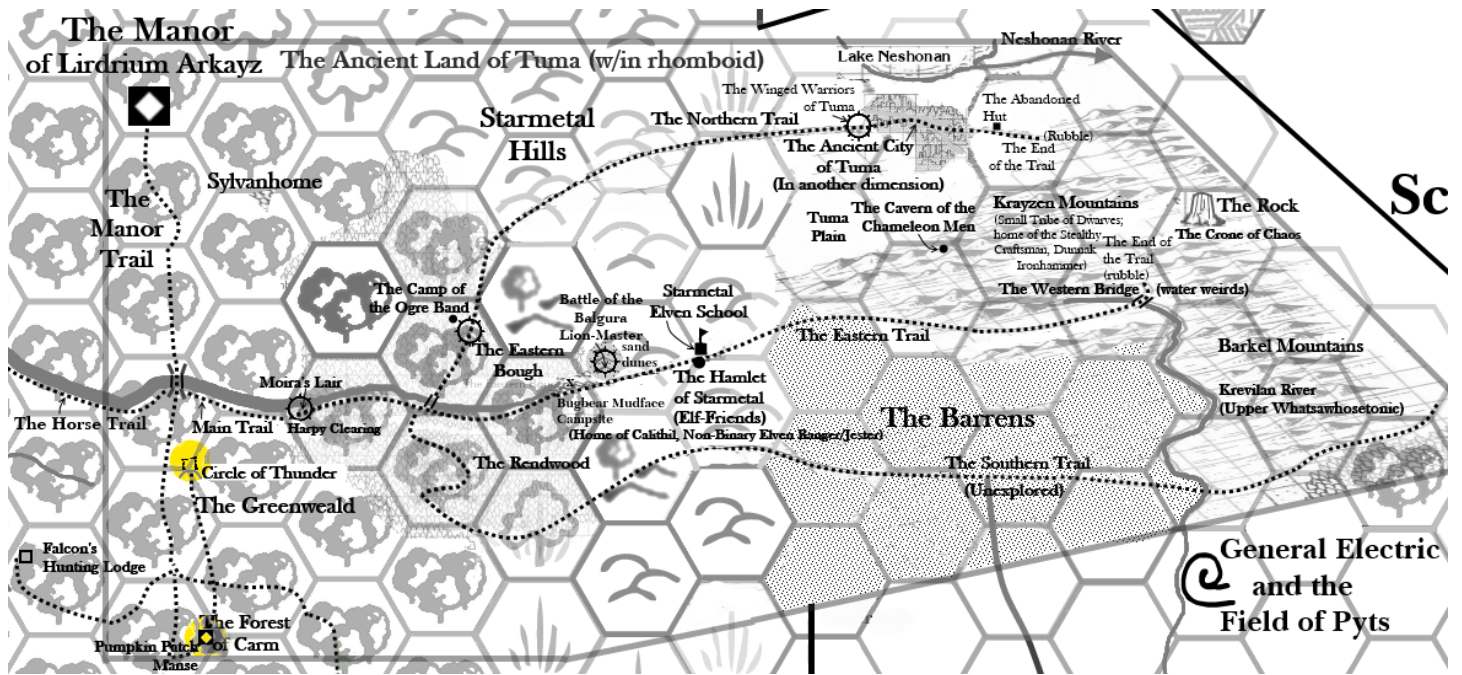 The Manor
of Lirdrium Arkayz
The Ancient Land of Tuma (w/in rhomboid)
Neshonan River
Lake Neshonan
The Winged Warriors
of Tuma
The Northern Trail
The Abandoned
Hut
(Rubble)
The End
of the Trail
The Ancient City
of Tuma
(In another dimension)
Starmetal
Hills
Sc
Sylvanhome
The
Manor
Trail
Tuma
Plain
The Cavern of the
Chameleon Men
Krayzen Mountains
(Small Tribe of Dwarves;
home of the Stealthy
Craftsman, Dunnak
Ironhammer)
The Rock
The Crone of Chaos
The End of
the Trail
(rubble)
The Western Bridge
(water weirds)
The Camp of
the Ogre Band
Battle of the
Balgura
Lion-Master
sand
dunes
Starmetal
Elven School
The Eastern Trail
The Eastern
Bough
Barkel Mountains
Moira's Lair
The Hamlet
of Starmetal
(Elf-Friends)
(Home of Calithil, Non-Binary Elven Ranger/Jester)
x
Bugbear Mudface
Campsite
Krevilan River
(Upper Whatsawhosetonic)
The Horse Trail
Main Trail
Harpy Clearing
The Barrens
Circle of Thunder
The Rendwood
The Southern Trail
(Unexplored)
The Greenweald
Falcon's
Hunting Lodge
General Electric
and the
Field of Pyts
The Forest
of Carm
Pumpkin Patch
Manse